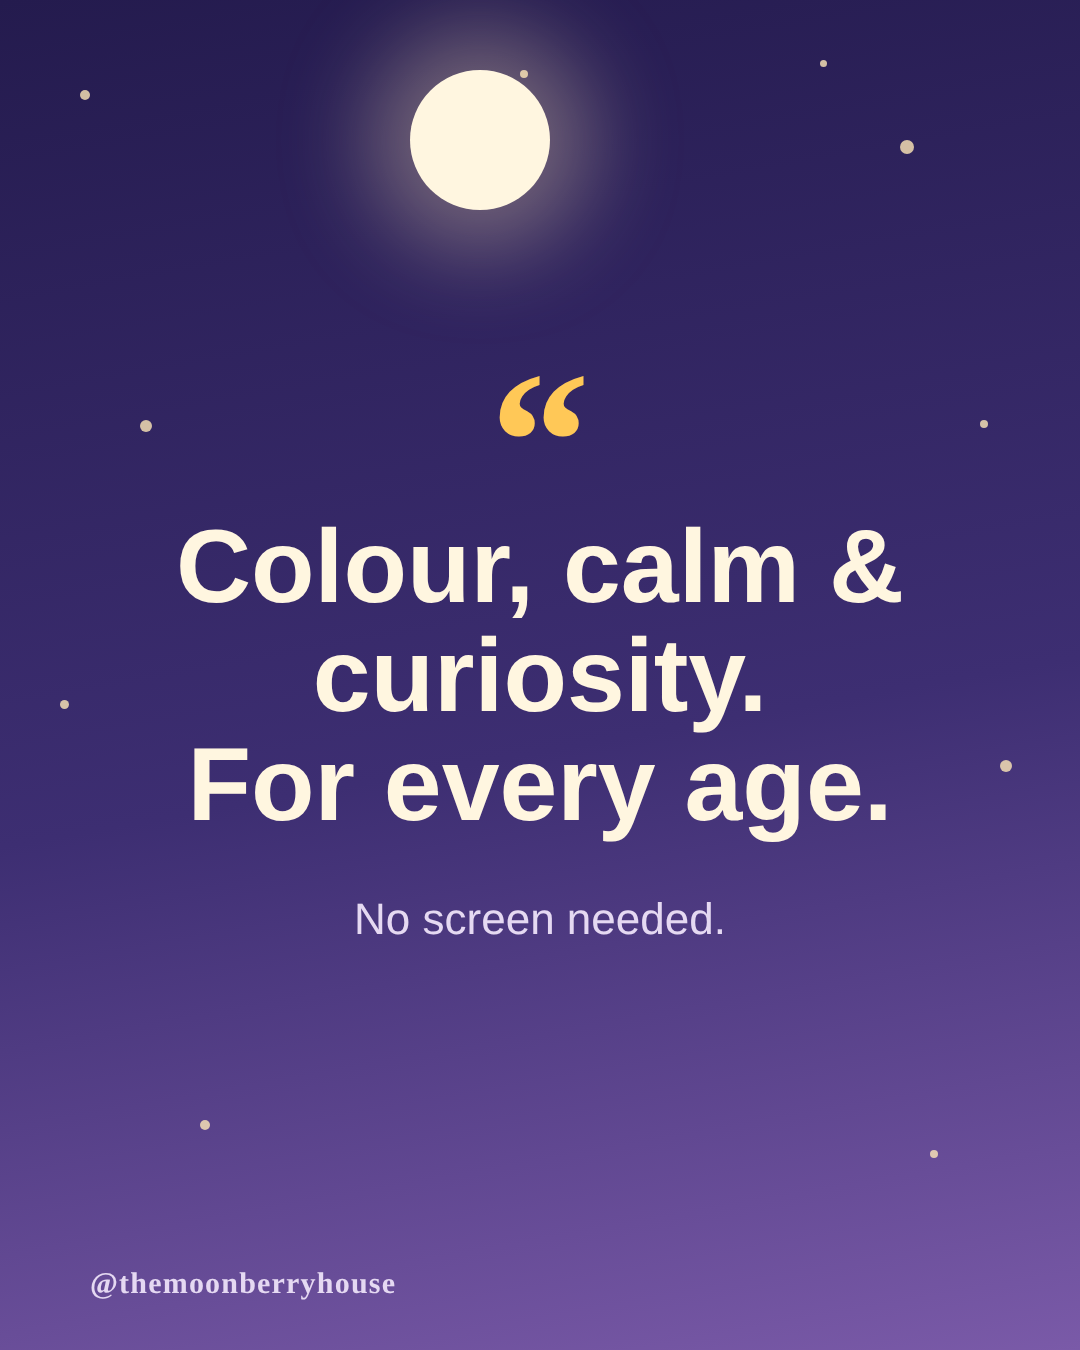 “
Colour, calm &
curiosity.
For every age.
No screen needed.
@themoonberryhouse